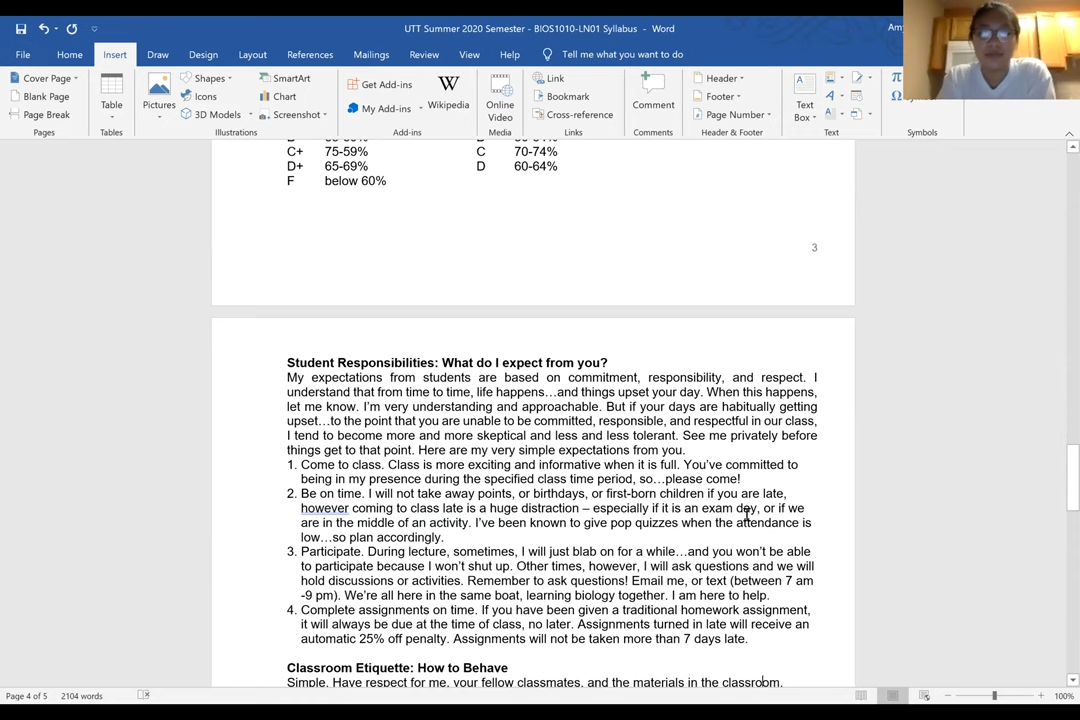 UTT Summer 2020 Semester - BIOS1010-LN01 Syllabus - Word
File Home Insert Draw Design Layout References Mailings Review View Help Tell me what you want to do
Cover Page
Blank Page
Page Break
Pages
Table
Tables
Pictures
Shapes
Icons
3D Models
SmartArt
Chart
Screenshot
Illustrations
Get Add-ins
My Add-ins
Wikipedia
Add-ins
Online Video
Media
Link
Bookmark
Cross-reference
Links
Comment
Comments
Header
Footer
Page Number
Header & Footer
Text Box
Text
Symbols
C+ 75-59% C 70-74%
D+ 65-69% D 60-64%
F below 60%
3
Student Responsibilities: What do I expect from you?
My expectations from students are based on commitment, responsibility, and respect. I
understand that from time to time, life happens…and things upset your day. When this happens,
let me know. I'm very understanding and approachable. But if your days are habitually getting
upset…to the point that you are unable to be committed, responsible, and respectful in our class,
I tend to become more and more skeptical and less and less tolerant. See me privately before
things get to that point. Here are my very simple expectations from you.
1. Come to class. Class is more exciting and informative when it is full. You've committed to
being in my presence during the specified class time period, so…please come!
2. Be on time. I will not take away points, or birthdays, or first-born children if you are late,
however coming to class late is a huge distraction – especially if it is an exam day, or if we
are in the middle of an activity. I've been known to give pop quizzes when the attendance is
low…so plan accordingly.
3. Participate. During lecture, sometimes, I will just blab on for a while…and you won't be able
to participate because I won't shut up. Other times, however, I will ask questions and we will
hold discussions or activities. Remember to ask questions! Email me, or text (between 7 am
-9 pm). We're all here in the same boat, learning biology together. I am here to help.
4. Complete assignments on time. If you have been given a traditional homework assignment,
it will always be due at the time of class, no later. Assignments turned in late will receive an
automatic 25% off penalty. Assignments will not be taken more than 7 days late.
Classroom Etiquette: How to Behave
Simple. Have respect for me, your fellow classmates, and the materials in the classroom.
Page 4 of 5 2104 words 100%